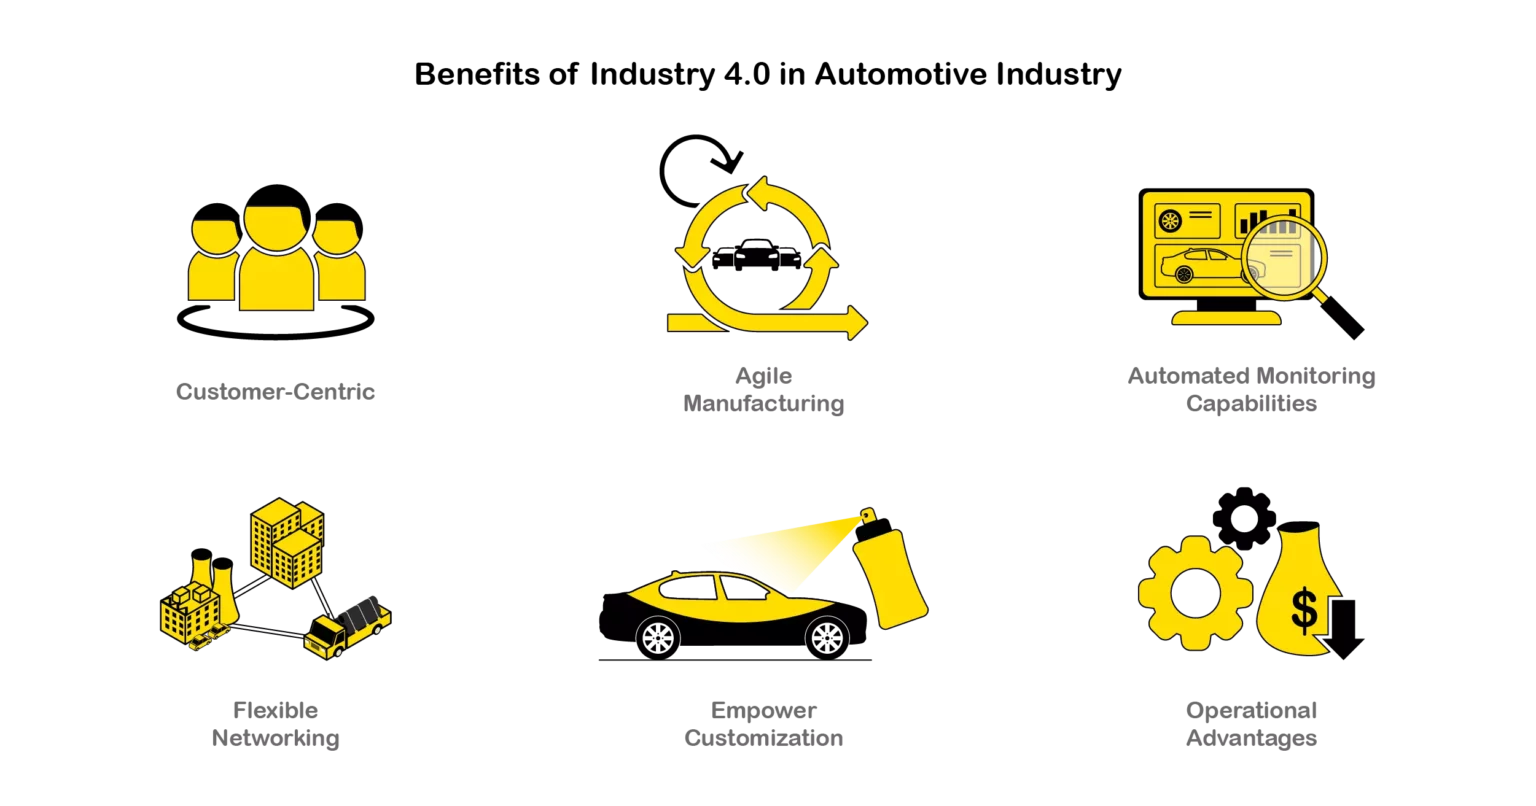 Benefits of Industry 4.0 in Automotive Industry
Customer-Centric
Agile
Manufacturing
Automated Monitoring
Capabilities
$
Flexible
Networking
Empower
Customization
Operational
Advantages